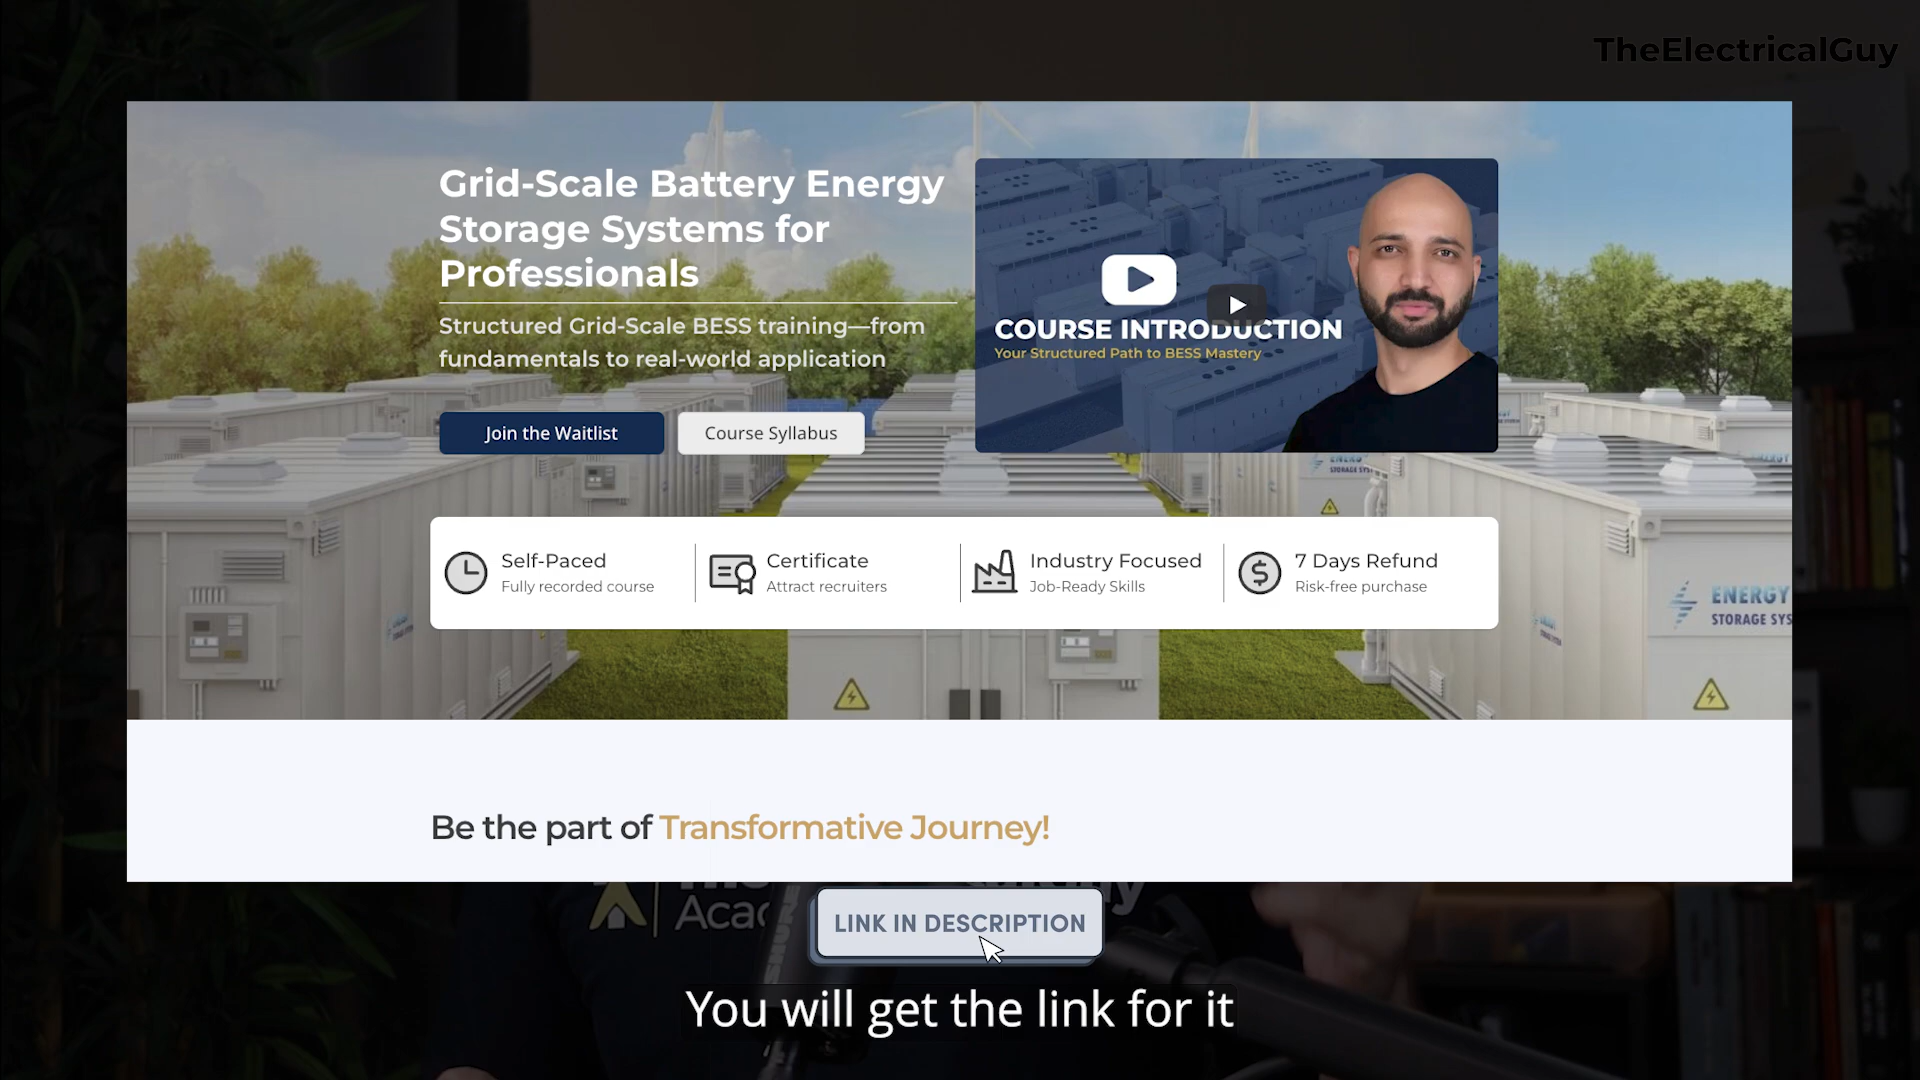 TheElectricalGuy
Grid-Scale Battery Energy
Storage Systems for
Professionals
Structured Grid-Scale BESS training—from
fundamentals to real-world application
Join the Waitlist
Course Syllabus
COURSE INTRODUCTION
Your Structured Path to BESS Mastery
Self-Paced
Fully recorded course
Certificate
Attract recruiters
Industry Focused
Job-Ready Skills
7 Days Refund
Risk-free purchase
ENERGY
STORAGE SYS
Be the part of Transformative Journey!
LINK IN DESCRIPTION
You will get the link for it